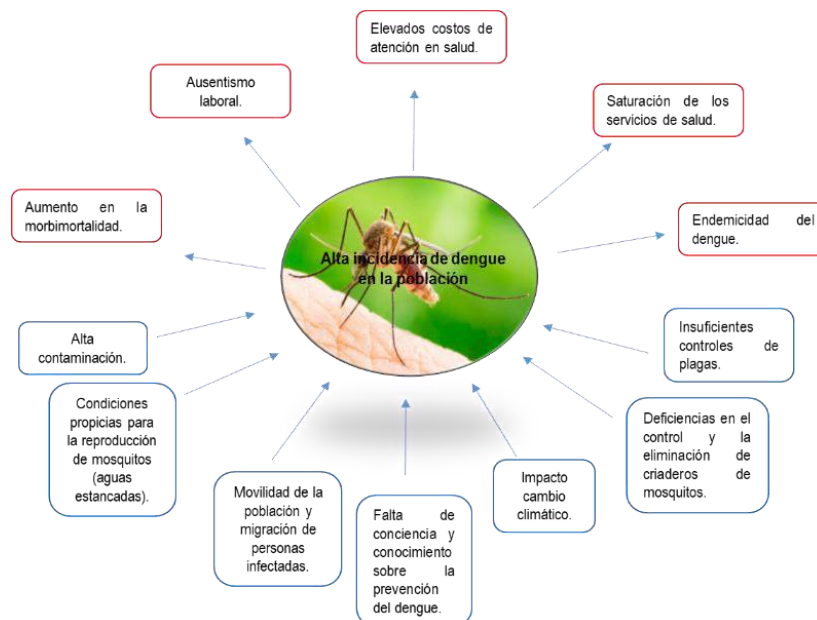 Elevados costos de
atención en salud.
Ausentismo
laboral.
Saturación de los
servicios de salud.
Aumento en la
morbimortalidad.
Endemicidad del
dengue.
Alta incidencia de dengue
en la población
Alta
contaminación.
Insuficientes
controles de
plagas.
Condiciones
propicias para
la reproducción
de mosquitos
(aguas
estancadas).
Deficiencias en el
control y la
eliminación de
criaderos de
mosquitos.
Movilidad de la
población y
migración de
personas
infectadas.
Falta de
conciencia y
conocimiento
sobre la
prevención
del dengue.
Impacto
cambio
climático.